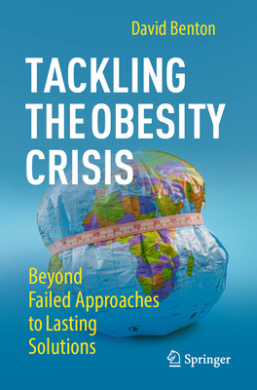 David Benton
TACKLING
THE OBESITY
CRISIS
Beyond
Failed Approaches
to Lasting
Solutions
Springer